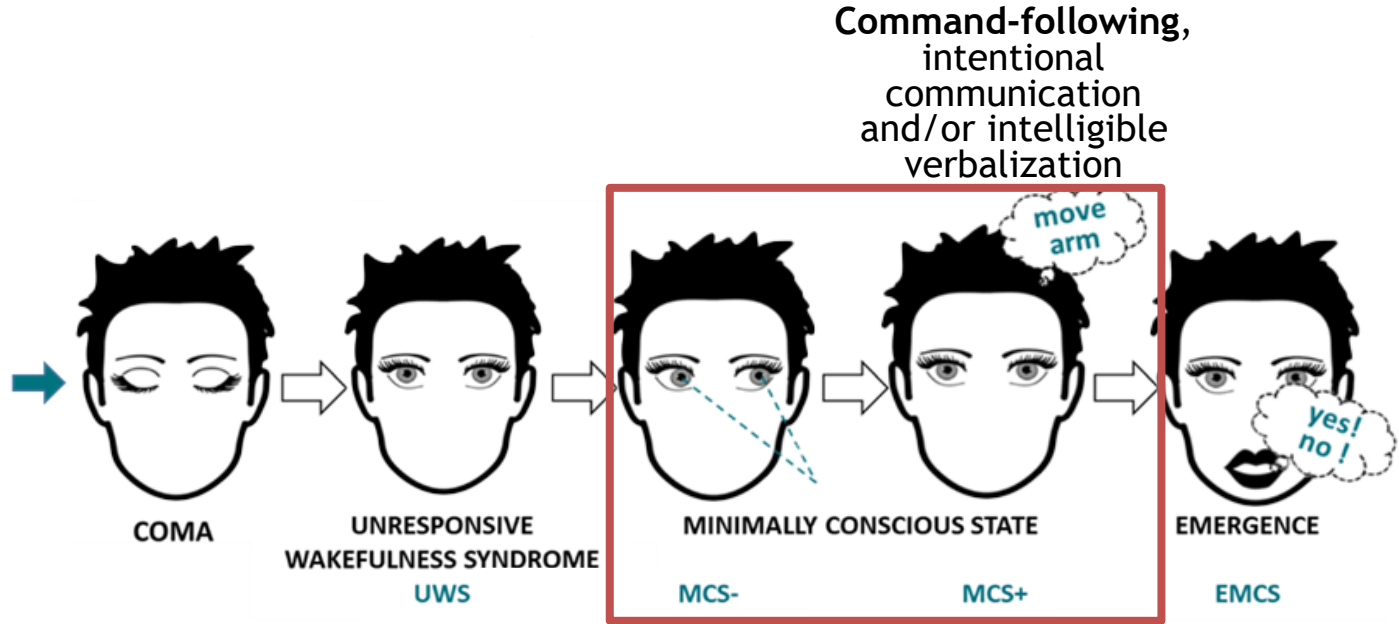 Command-following,
intentional
communication
and/or intelligible
verbalization
move
arm
yes!
no !
COMA
UNRESPONSIVE
WAKEFULNESS SYNDROME
MINIMALLY CONSCIOUS STATE
EMERGENCE
UWS
MCS-
MCS+
EMCS